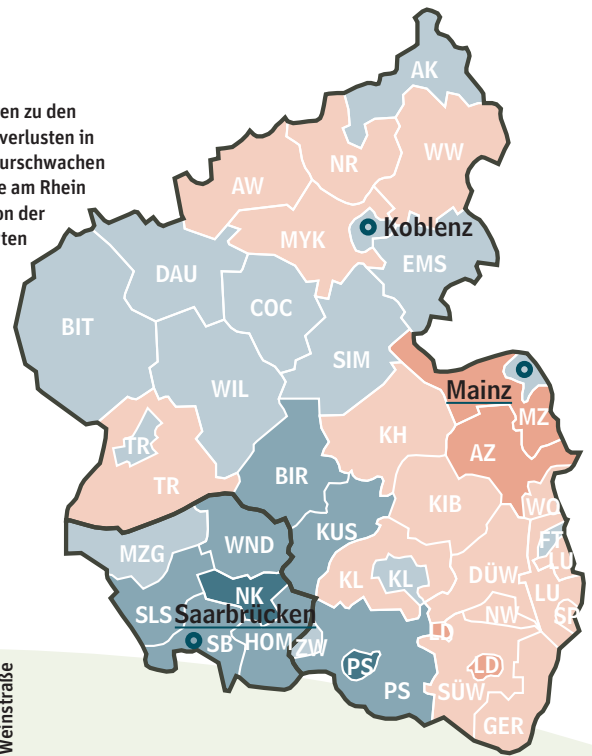 en zu den
verlusten in
urschwachen
e am Rhein
on der
ten
AK
NR
WW
AW
MYK
Koblenz
EMS
DAU
COC
BIT
SIM
WIL
Mainz
MZ
KH
AZ
TR
TR
BIR
KIB
WO
KUS
FT
MZG
WND
LU
KL
KL
DÜW
LU
NK
SLS
Saarbrücken
NW
SP
SB
HOM
ZW
LD
PS
PS
LD
SÜW
GER
Weinstraße